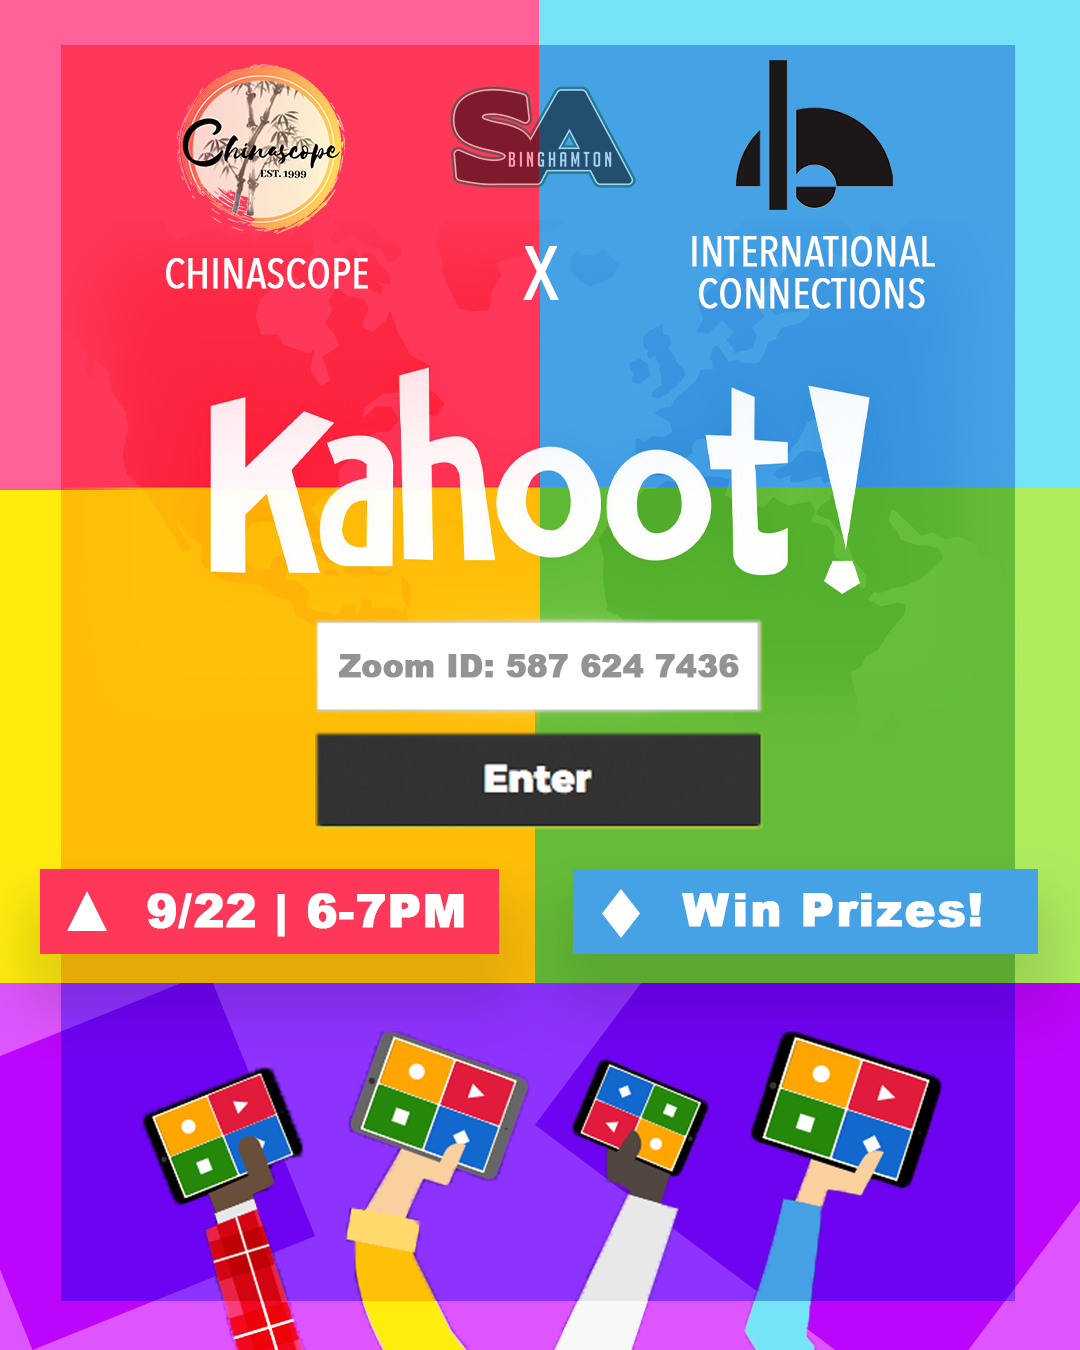 Chinascope
EST. 1999
SA
BINGHAMTON
CHINASCOPE
X
INTERNATIONAL
CONNECTIONS
Kahoot!
Zoom ID: 587 624 7436
Enter
9/22 | 6-7PM
Win Prizes!